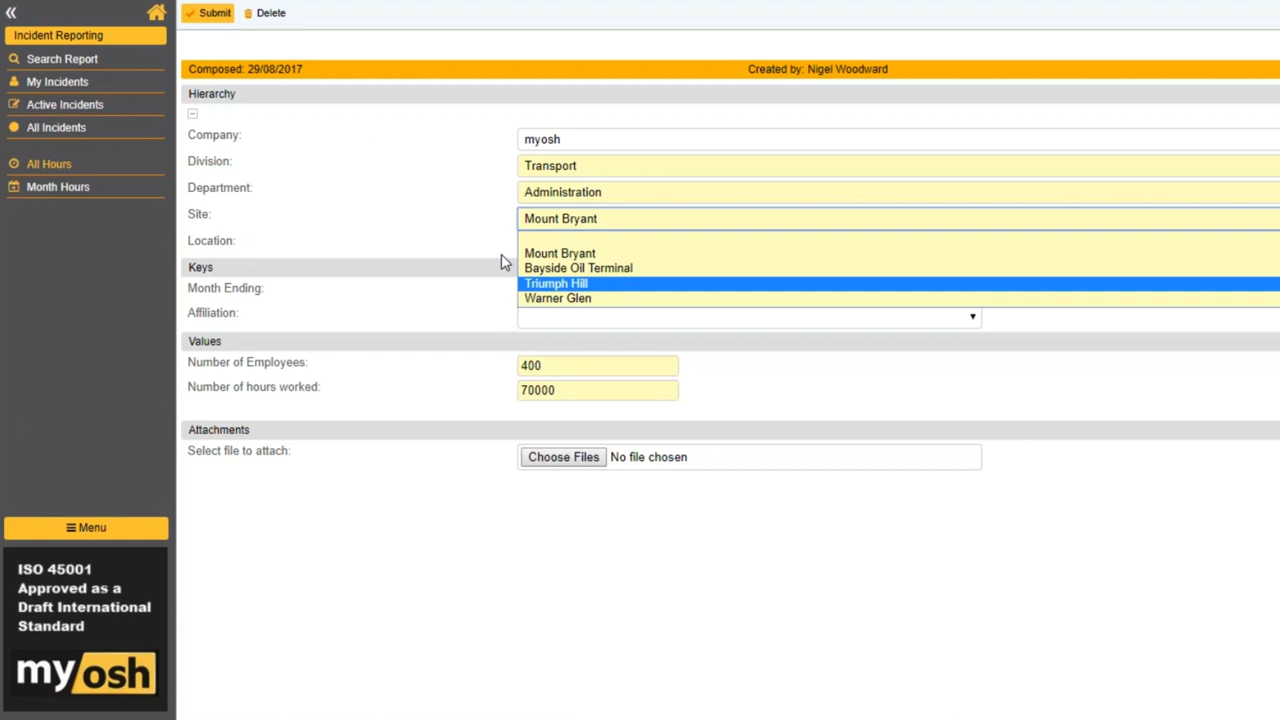 Submit Delete
Incident Reporting
Search Report
My Incidents
Active Incidents
All Incidents
All Hours
Month Hours
Menu
ISO 45001
Approved as a
Draft International
Standard
myosh
Composed: 29/08/2017 Created by: Nigel Woodward
Hierarchy
Company: myosh
Division: Transport
Department: Administration
Site: Mount Bryant
Location:
Mount Bryant
Bayside Oil Terminal
Triumph Hill
Warner Glen
Keys
Month Ending:
Affiliation:
Values
Number of Employees: 400
Number of hours worked: 70000
Attachments
Select file to attach: Choose Files No file chosen